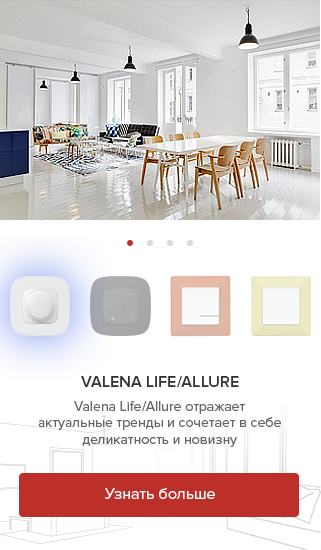 VALENA LIFE/ALLURE
Valena Life/Allure отражает
актуальные тренды и сочетает в себе
деликатность и новизну
Узнать больше